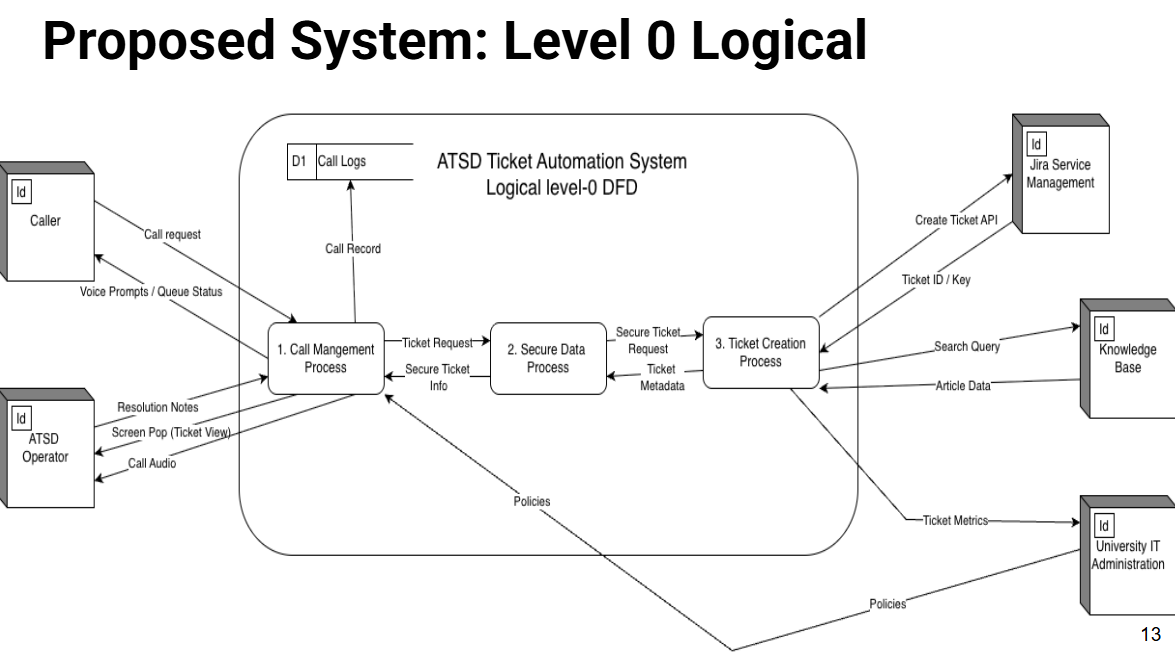 Proposed System: Level 0 Logical
D1 Call Logs
ATSD Ticket Automation System
Logical level-0 DFD
Id
Caller
Id
Jira Service
Management
Call request
Call Record
Create Ticket API
Voice Prompts / Queue Status
Ticket ID / Key
1. Call Mangement
Process
Ticket Request
Secure Ticket
Info
2. Secure Data
Process
Secure Ticket
Request
Ticket
Metadata
3. Ticket Creation
Process
Search Query
Article Data
Id
Knowledge
Base
Id
ATSD
Operator
Resolution Notes
Screen Pop (Ticket View)
Call Audio
Policies
Ticket Metrics
Id
University IT
Administration
Policies
13